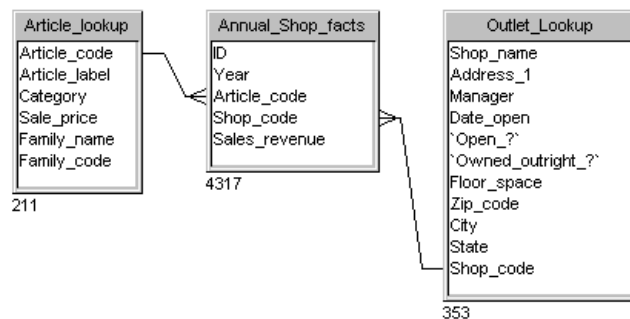 Article_lookup
Article_code
Article_label
Category
Sale_price
Family_name
Family_code
211
Annual_Shop_facts
ID
Year
Article_code
Shop_code
Sales_revenue
4317
Outlet_Lookup
Shop_name
Address_1
Manager
Date_open
`Open_?`
`Owned_outright_?`
Floor_space
Zip_code
City
State
Shop_code
353